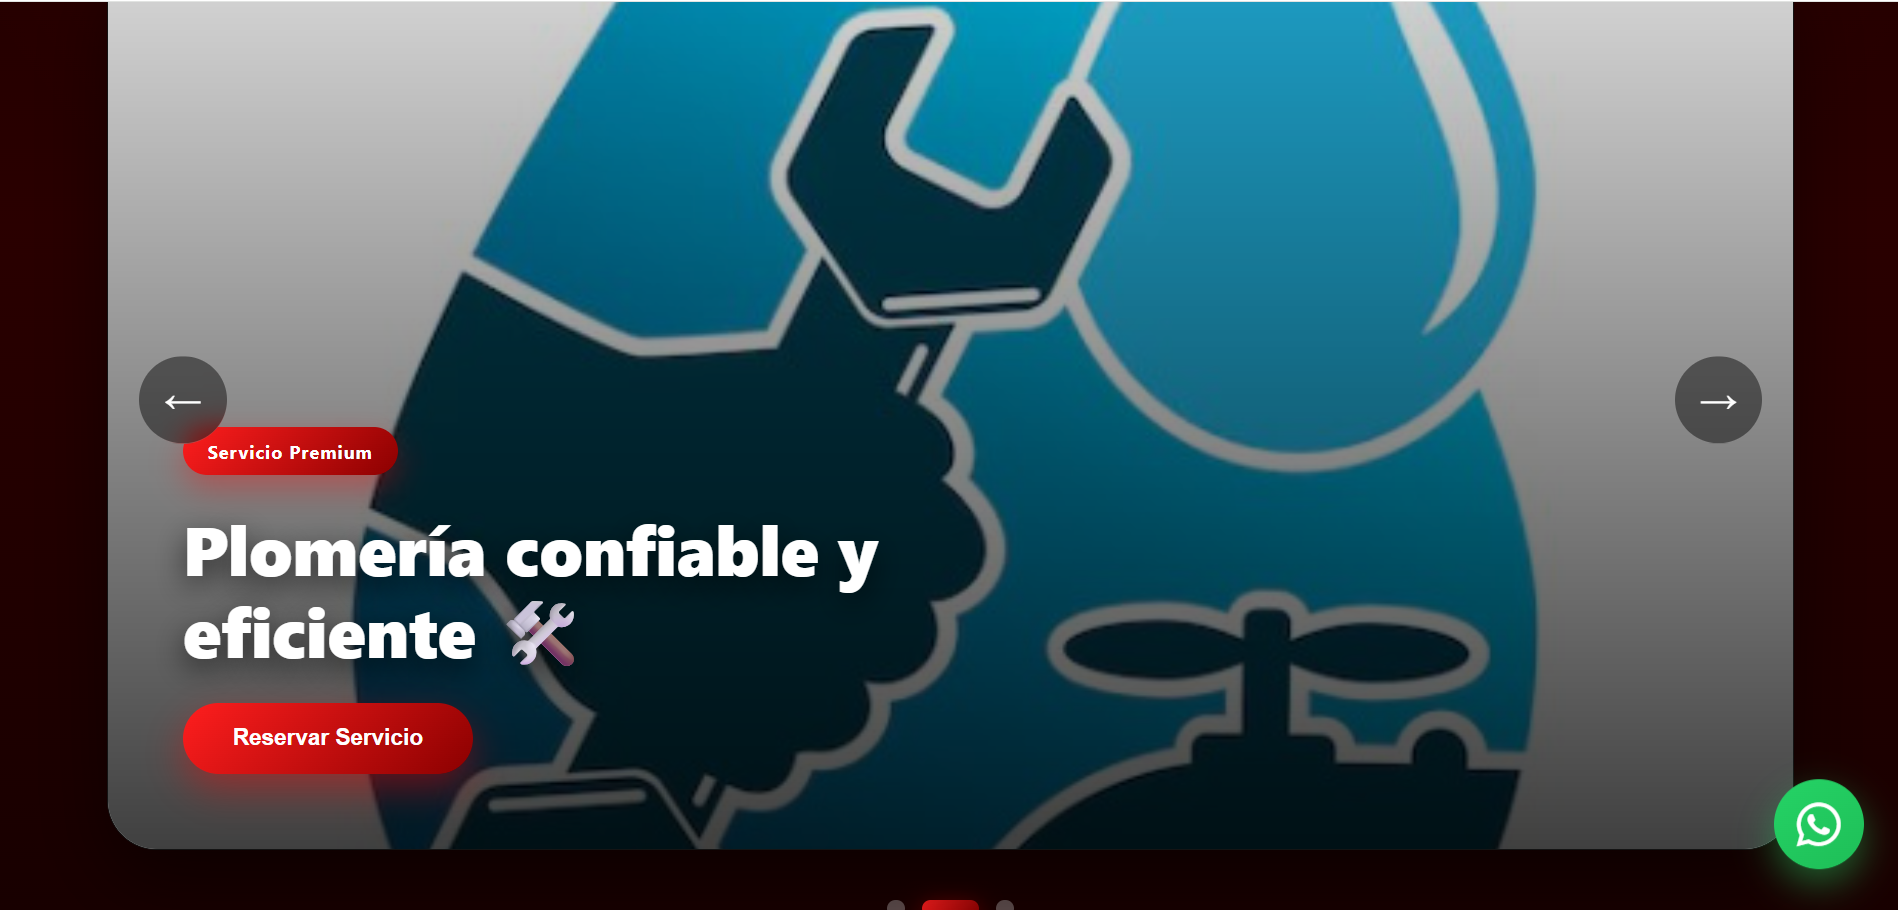 Servicio Premium
Plomería confiable y
eficiente 🛠️
Reservar Servicio